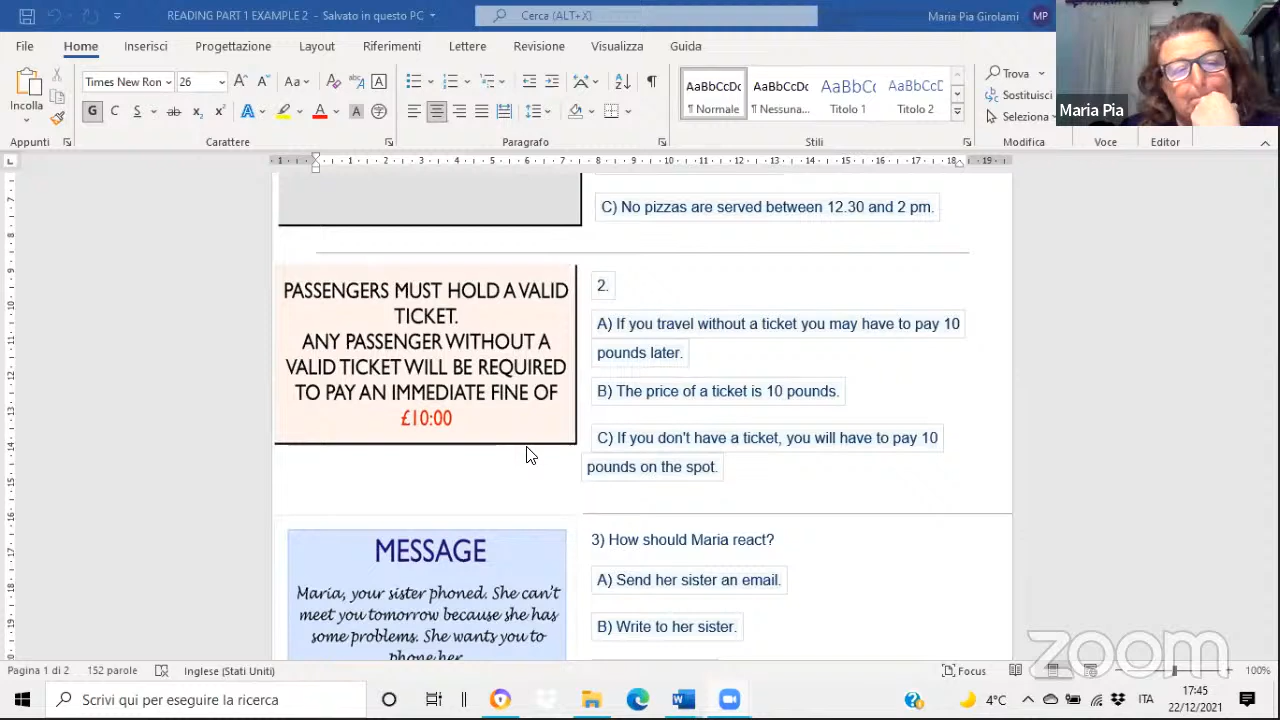 READING PART 1 EXAMPLE 2 - Salvato in questo PC
Cerca (ALT+X)
Maria Pia Girolami
MP
File Home Inserisci Progettazione Layout Riferimenti Lettere Revisione Visualizza Guida
Incolla
Times New Ron 26
G C S ab x₂ x²
AaBbCcDc AaBbCcDc AaBbCc AaBbCcD
¶ Normale ¶ Nessuna... Titolo 1 Titolo 2
Trova
Sostituisci
Seleziona
Maria Pia
Appunti Carattere Paragrafo Stili Modifica Voce Editor
C) No pizzas are served between 12.30 and 2 pm.
PASSENGERS MUST HOLD A VALID
TICKET.
ANY PASSENGER WITHOUT A
VALID TICKET WILL BE REQUIRED
TO PAY AN IMMEDIATE FINE OF
£10:00
2.
A) If you travel without a ticket you may have to pay 10
pounds later.
B) The price of a ticket is 10 pounds.
C) If you don't have a ticket, you will have to pay 10
pounds on the spot.
MESSAGE
Maria, your sister phoned. She can't
meet you tomorrow because she has
some problems. She wants you to
phone her
3) How should Maria react?
A) Send her sister an email.
B) Write to her sister.
zoom
Pagina 1 di 2 152 parole Inglese (Stati Uniti) Focus 100%
Scrivi qui per eseguire la ricerca
4°C
ITA
17:45
22/12/2021